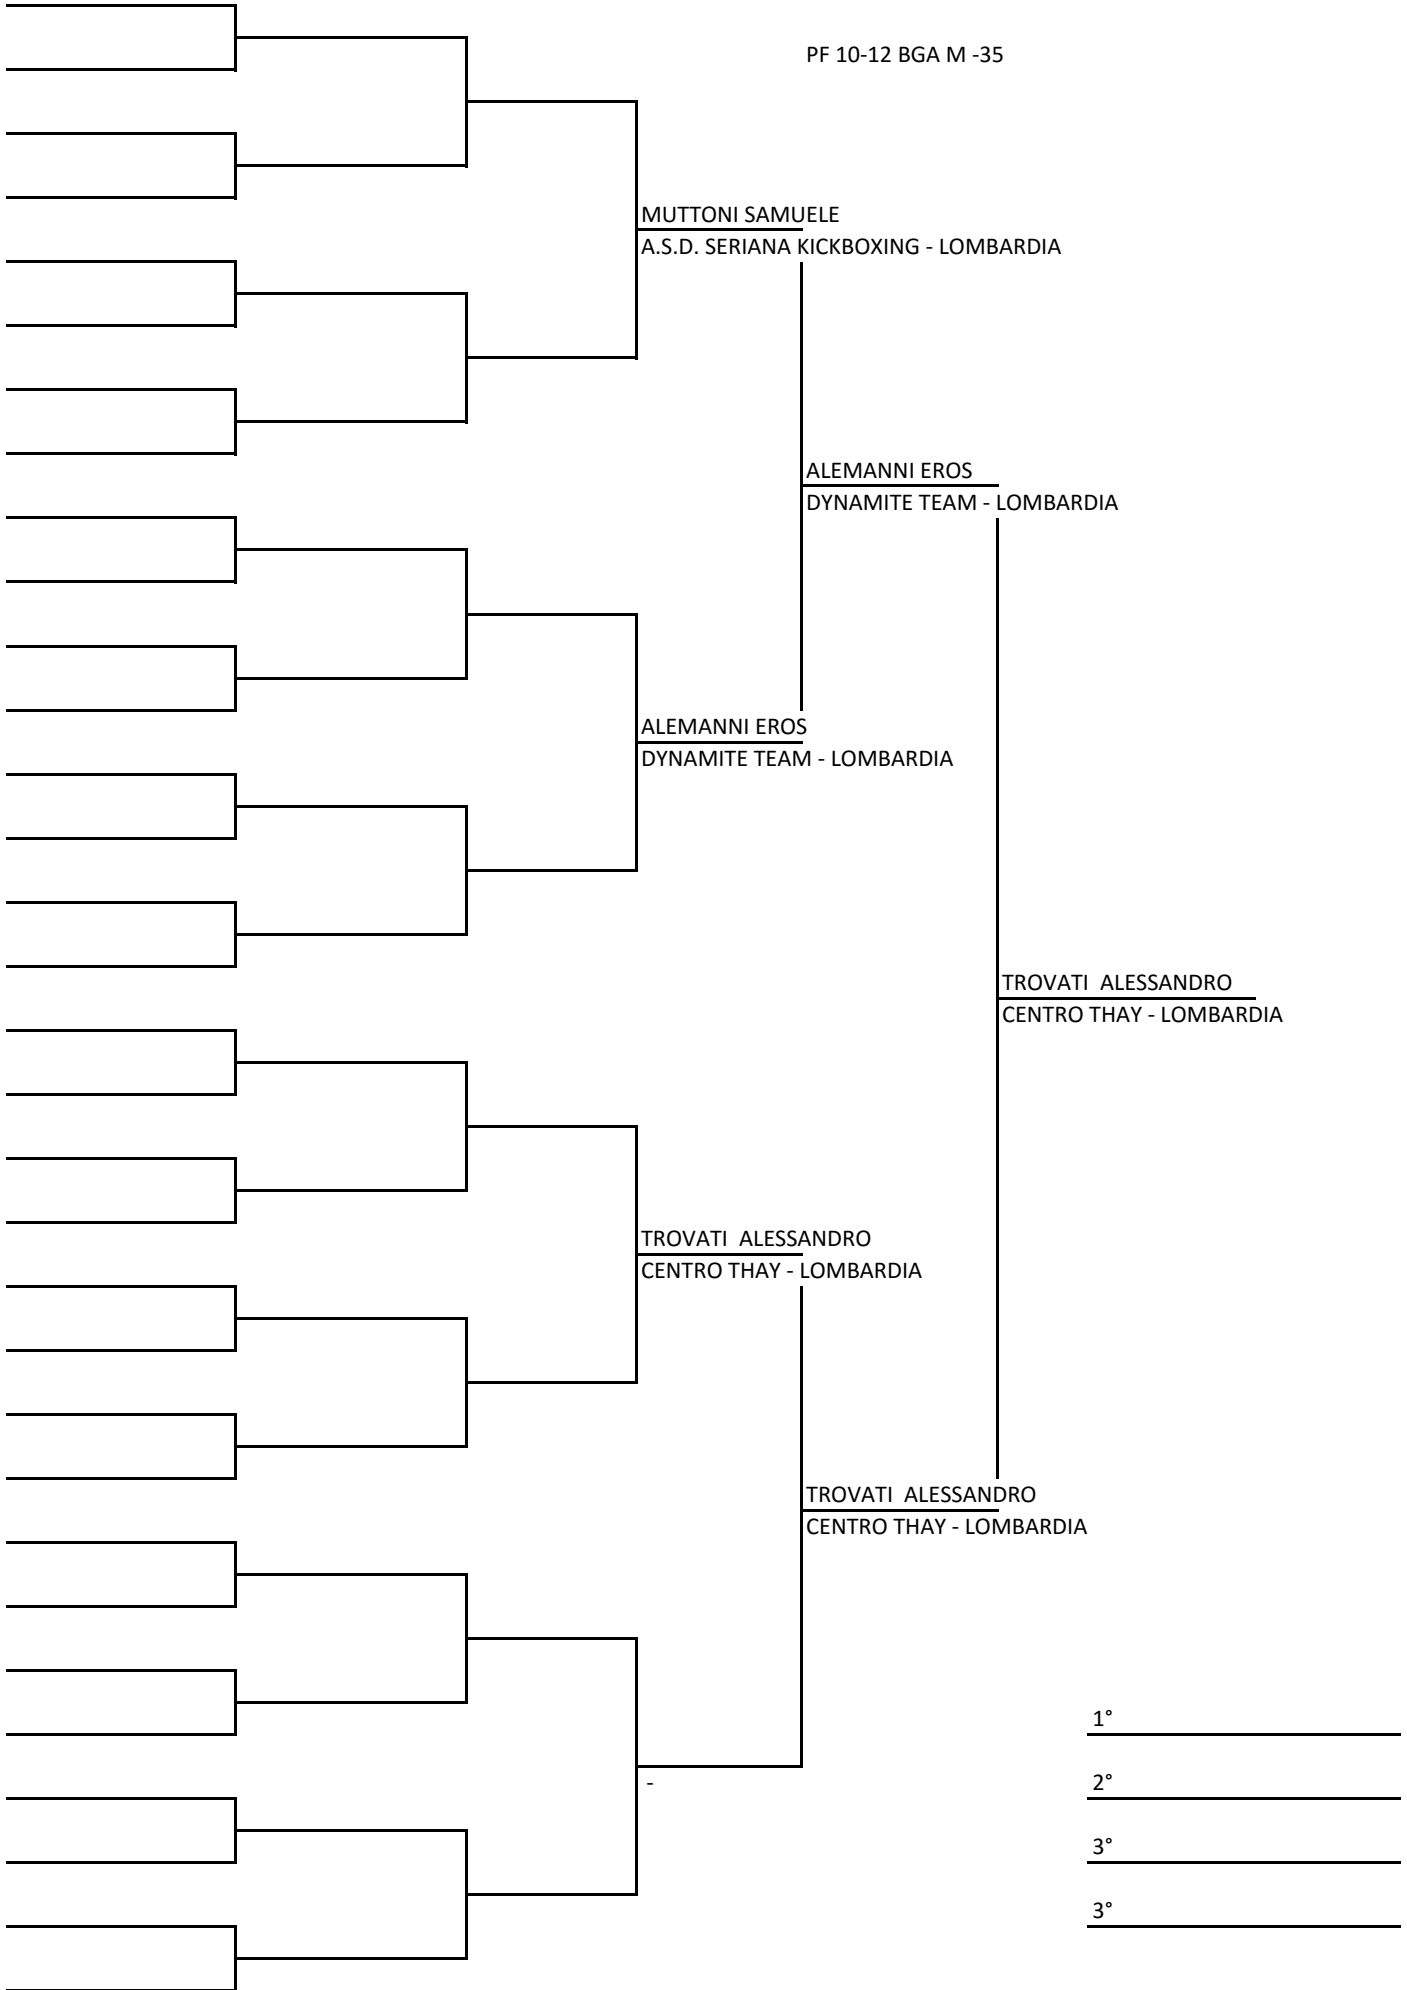 PF 10-12 BGA M -35
MUTTONI SAMUELE
A.S.D. SERIANA KICKBOXING - LOMBARDIA
ALEMANNI EROS
DYNAMITE TEAM - LOMBARDIA
ALEMANNI EROS
DYNAMITE TEAM - LOMBARDIA
TROVATI  ALESSANDRO
CENTRO THAY - LOMBARDIA
TROVATI  ALESSANDRO
CENTRO THAY - LOMBARDIA
TROVATI  ALESSANDRO
CENTRO THAY - LOMBARDIA
1°
-
2°
3°
3°